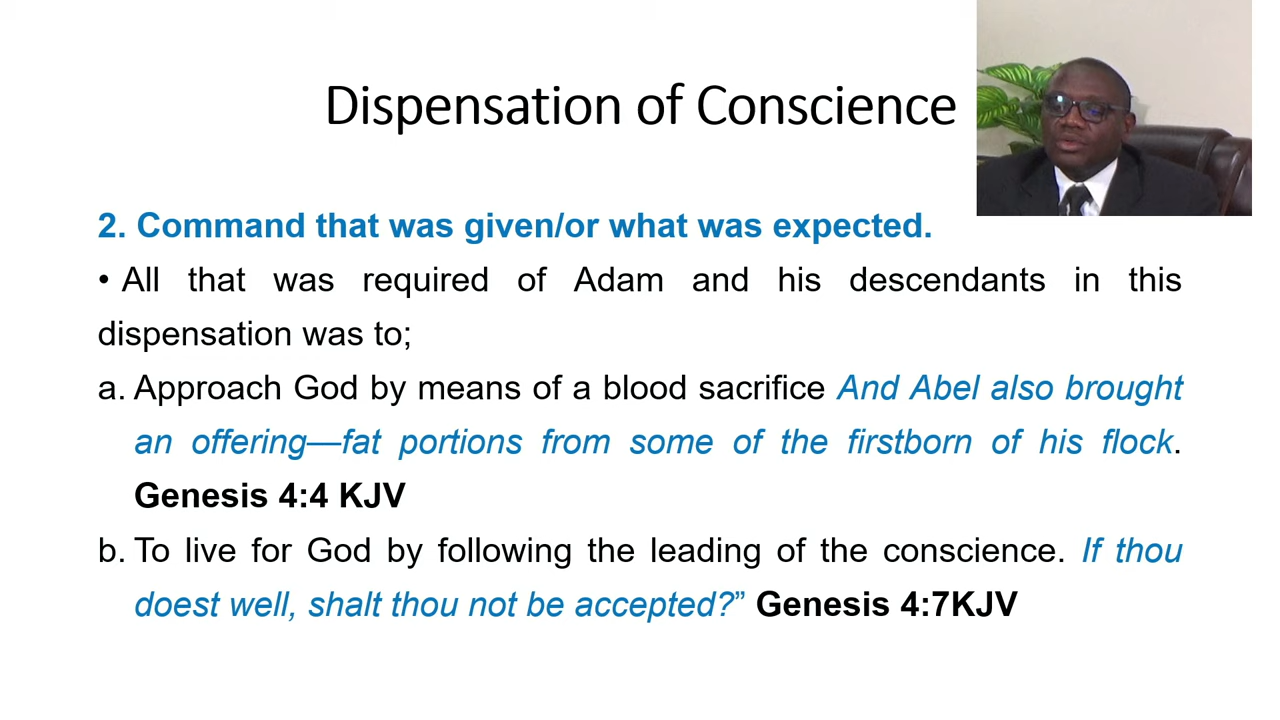 Dispensation of Conscience
2. Command that was given/or what was expected.
• All that was required of Adam and his descendants in this
dispensation was to;
a. Approach God by means of a blood sacrifice And Abel also brought
an offering—fat portions from some of the firstborn of his flock.
Genesis 4:4 KJV
b. To live for God by following the leading of the conscience. If thou
doest well, shalt thou not be accepted?” Genesis 4:7KJV